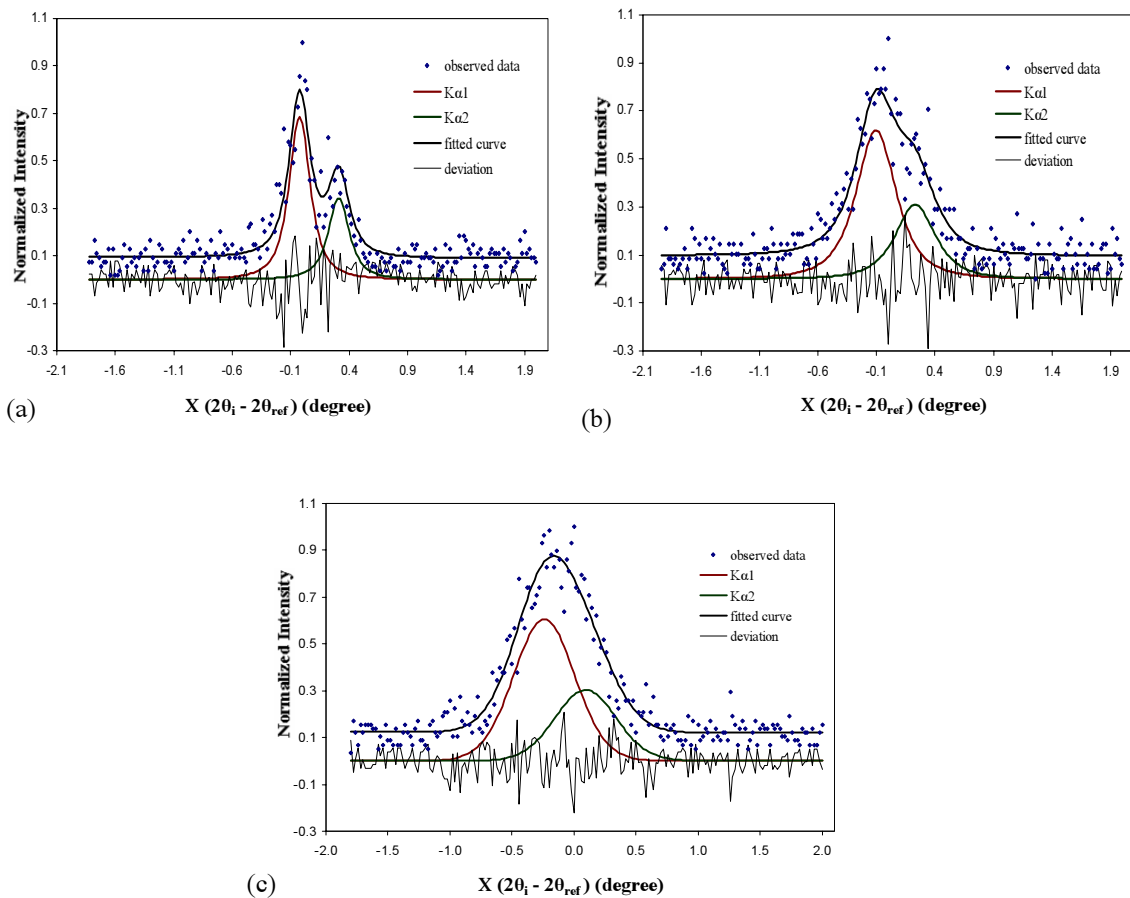 1.1
0.9
0.7
0.5
0.3
0.1
-0.1
-0.3
Normalized Intensity
observed data
Kα1
Kα2
fitted curve
deviation
-2.1 -1.6 -1.1 -0.6 -0.1 0.4 0.9 1.4 1.9
X (2θi - 2θref) (degree)
(a)
1.1
0.9
0.7
0.5
0.3
0.1
-0.1
-0.3
Normalized Intensity
observed data
Kα1
Kα2
fitted curve
deviation
-2.1 -1.6 -1.1 -0.6 -0.1 0.4 0.9 1.4 1.9
X (2θi - 2θref) (degree)
(b)
1.1
0.9
0.7
0.5
0.3
0.1
-0.1
-0.3
Normalized Intensity
observed data
Kα1
Kα2
fitted curve
deviation
-2.0 -1.5 -1.0 -0.5 0.0 0.5 1.0 1.5 2.0
X (2θi - 2θref) (degree)
(c)